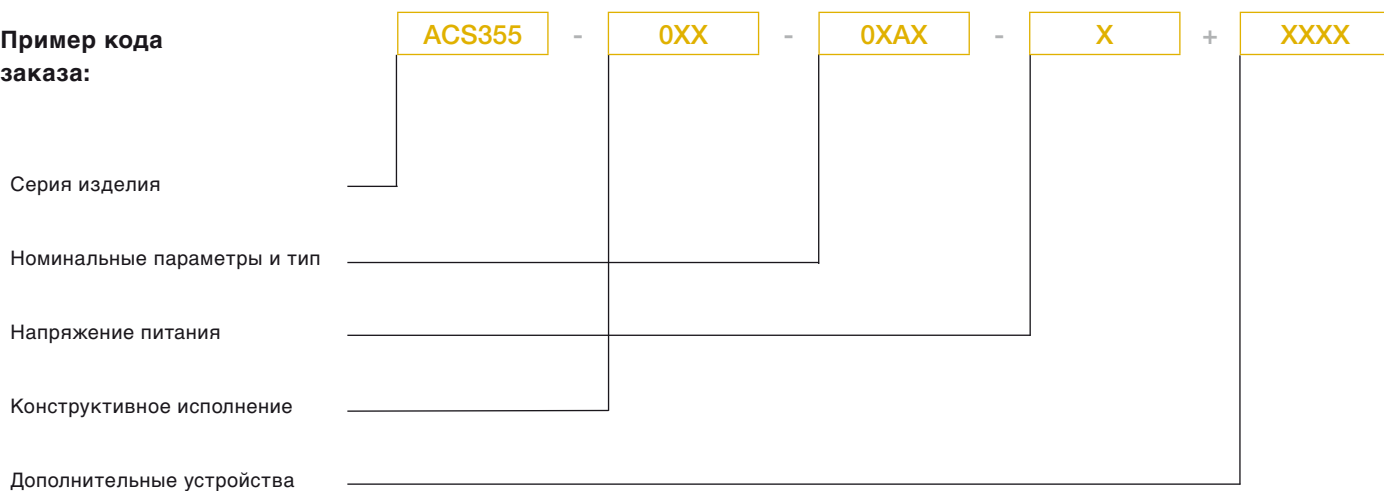 Пример кода
заказа:
ACS355 - 0XX - 0XAX - X + XXXX
Серия изделия
Номинальные параметры и тип
Напряжение питания
Конструктивное исполнение
Дополнительные устройства